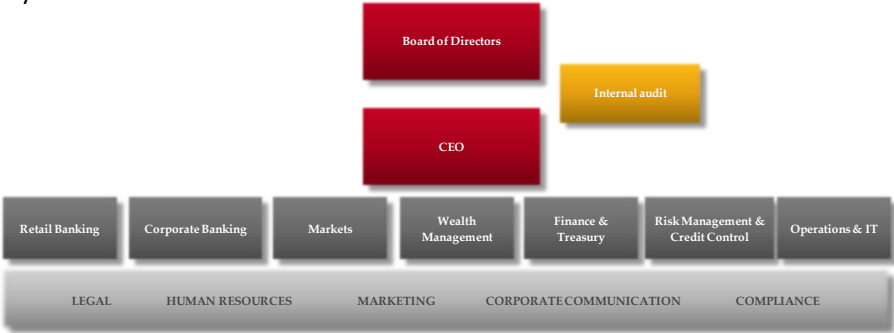 Board of Directors
Internal audit
CEO
Retail Banking
Corporate Banking
Markets
Wealth
Management
Finance &
Treasury
Risk Management &
Credit Control
Operations & IT
LEGAL HUMAN RESOURCES MARKETING CORPORATE COMMUNICATION COMPLIANCE